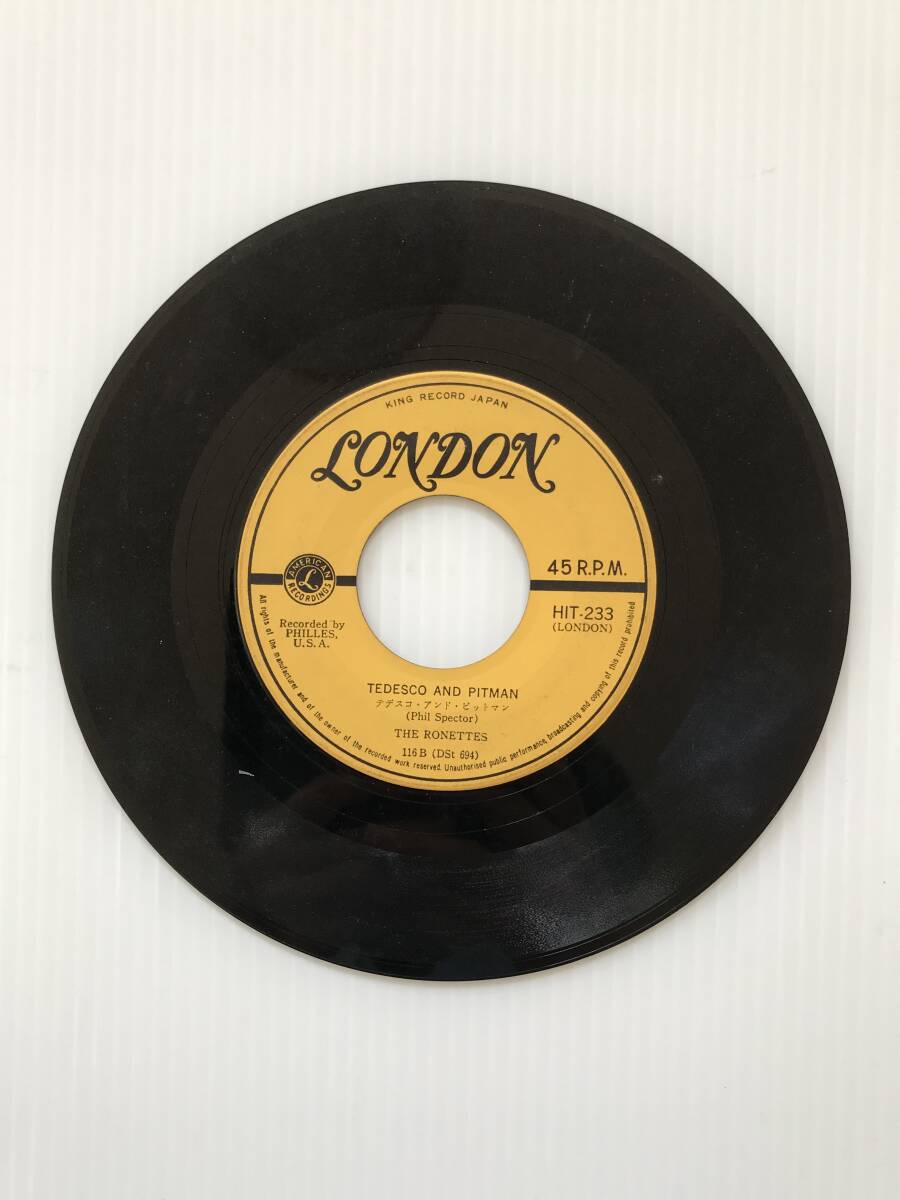 KING RECORD JAPAN
LONDON
AMERICAN
L
RECORDINGS
45 R.P.M.
Recorded by
PHILLES,
U.S.A.
HIT-233
(LONDON)
TEDESCO AND PITMAN
テデスコ・アンド・ピットマン
(Phil Spector)
THE RONETTES
116 B (DSt 694)
All rights of the manufacturer and of the owner of the recorded work reserved. Unauthorised public performance, broadcasting and copying of this record prohibited